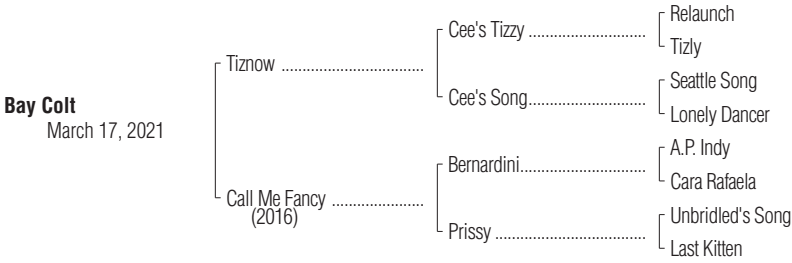 Relaunch
Cee's Tizzy ............................
Tizly
Tiznow ..................................
Seattle Song
Cee's Song............................
Lonely Dancer
Bay Colt
March 17, 2021
A.P. Indy
Bernardini..............................
Cara Rafaela
Call Me Fancy ......................
(2016)
Unbridled's Song
Prissy ....................................
Last Kitten